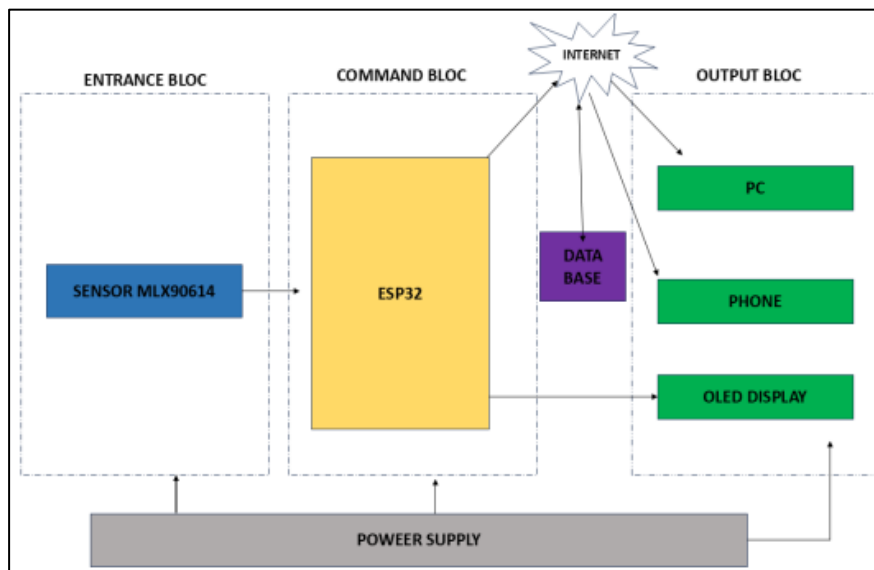 INTERNET
ENTRANCE BLOC
COMMAND BLOC
OUTPUT BLOC
PC
SENSOR MLX90614
ESP32
DATA
BASE
PHONE
OLED DISPLAY
POWEER SUPPLY